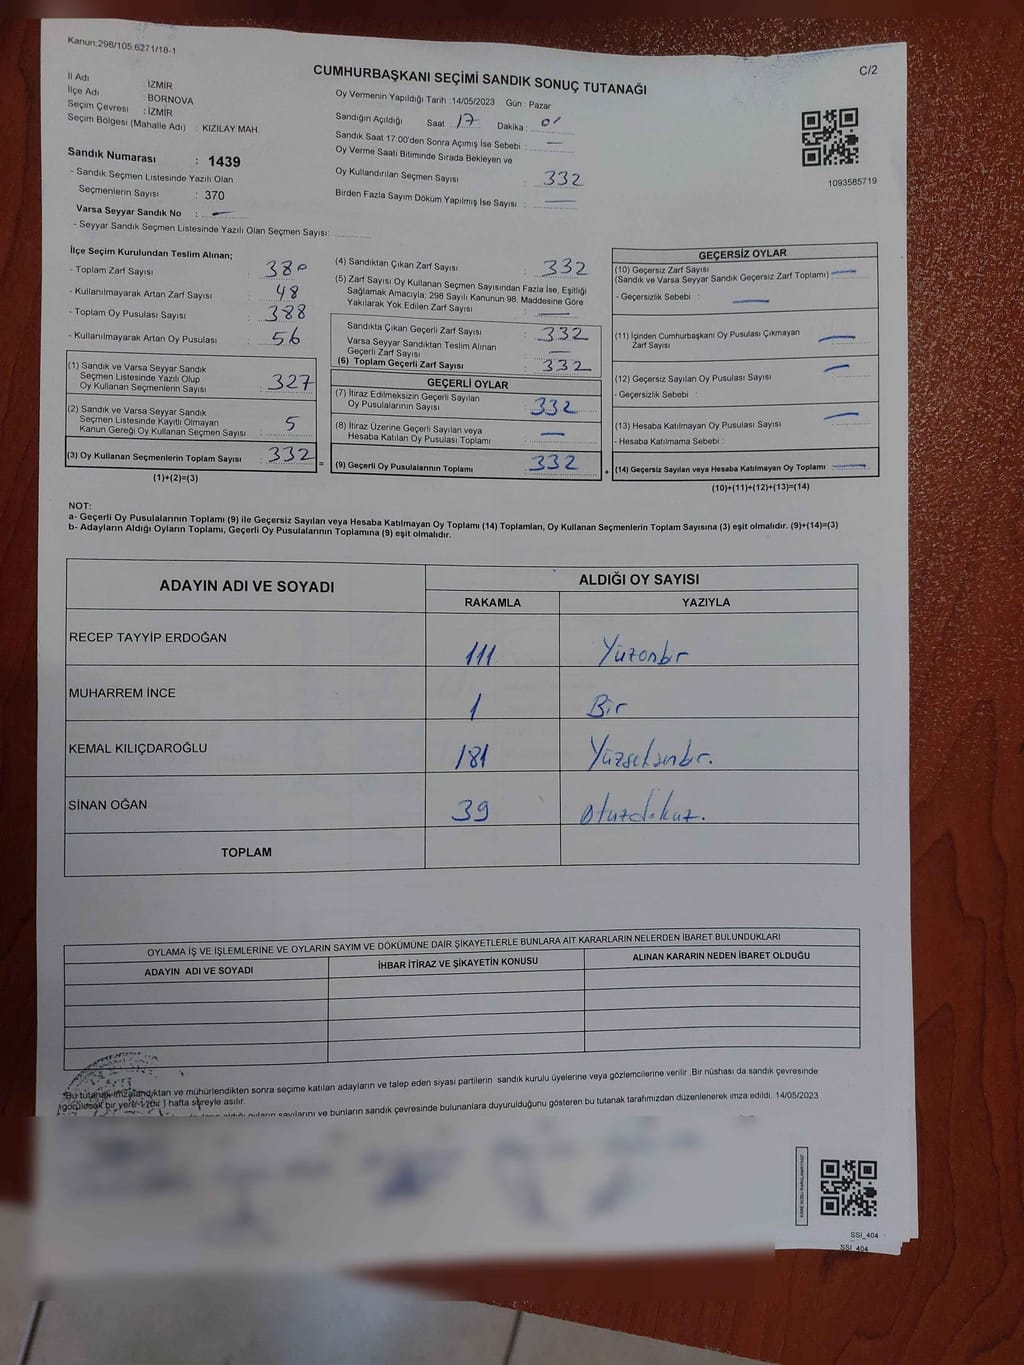 Kanun:298/105,6271/18-1
C/2
CUMHURBAŞKANI SEÇİMİ SANDIK SONUÇ TUTANAĞI
İl Adı : İZMİR
İlçe Adı : BORNOVA
Seçim Çevresi : İZMİR
Seçim Bölgesi (Mahalle Adı) : KIZILAY MAH.
Sandık Numarası : 1439
- Sandık Seçmen Listesinde Yazılı Olan
Seçmenlerin Sayısı : 370
Varsa Seyyar Sandık No : —
- Seyyar Sandık Seçmen Listesinde Yazılı Olan Seçmen Sayısı:
Oy Vermenin Yapıldığı Tarih :14/05/2023 Gün : Pazar
Sandığın Açıldığı Saat 17 Dakika :
Sandık Saat 17:00'den Sonra Açımış İse Sebebi : —
Oy Verme Saati Bitiminde Sırada Bekleyen ve
Oy Kullandırılan Seçmen Sayısı : 332
Birden Fazla Sayım Döküm Yapılmış İse Sayısı : —
1093585719
İlçe Seçim Kurulundan Teslim Alınan;
- Toplam Zarf Sayısı : 380
- Kullanılmayarak Artan Zarf Sayısı : 48
- Toplam Oy Pusulası Sayısı : 388
- Kullanılmayarak Artan Oy Pusulası : 56
(1) Sandık ve Varsa Seyyar Sandık
Seçmen Listesinde Yazılı Olup
Oy Kullanan Seçmenlerin Sayısı : 327
(2) Sandık ve Varsa Seyyar Sandık
Seçmen Listesinde Kayıtlı Olmayan
Kanun Gereği Oy Kullanan Seçmen Sayısı : 5
(3) Oy Kullanan Seçmenlerin Toplam Sayısı : 332
(1)+(2)=(3)
(4) Sandıktan Çıkan Zarf Sayısı : 332
(5) Zarf Sayısı Oy Kullanan Seçmen Sayısından Fazla İse, Eşitliği
Sağlamak Amacıyla; 298 Sayılı Kanunun 98. Maddesine Göre
Yakılarak Yok Edilen Zarf Sayısı : —
Sandıkta Çıkan Geçerli Zarf Sayısı : 332
Varsa Seyyar Sandıktan Teslim Alınan
Geçerli Zarf Sayısı : —
(6) Toplam Geçerli Zarf Sayısı : 332
GEÇERLİ OYLAR
(7) İtiraz Edilmeksizin Geçerli Sayılan
Oy Pusulalarının Sayısı : 332
(8) İtiraz Üzerine Geçerli Sayılan veya
Hesaba Katılan Oy Pusulası Toplamı : —
= (9) Geçerli Oy Pusulalarının Toplamı : 332
GEÇERSİZ OYLAR
(10) Geçersiz Zarf Sayısı
(Sandık ve Varsa Seyyar Sandık Geçersiz Zarf Toplamı) : —
- Geçersizlik Sebebi : —
(11) İçinden Cumhurbaşkanı Oy Pusulası Çıkmayan
Zarf Sayısı : —
(12) Geçersiz Sayılan Oy Pusulası Sayısı : —
- Geçersizlik Sebebi :
(13) Hesaba Katılmayan Oy Pusulası Sayısı : —
- Hesaba Katılmama Sebebi :
+ (14) Geçersiz Sayılan veya Hesaba Katılmayan Oy Toplamı : —
(10)+(11)+(12)+(13)=(14)
NOT:
a- Geçerli Oy Pusulalarının Toplamı (9) ile Geçersiz Sayılan veya Hesaba Katılmayan Oy Toplamı (14) Toplamları, Oy Kullanan Seçmenlerin Toplam Sayısına (3) eşit olmalıdır. (9)+(14)=(3)
b- Adayların Aldığı Oyların Toplamı, Geçerli Oy Pusulalarının Toplamına (9) eşit olmalıdır.
ADAYIN ADI VE SOYADI ALDIĞI OY SAYISI
RAKAMLA YAZIYLA
RECEP TAYYİP ERDOĞAN 111 Yüzonbir
MUHARREM İNCE 1 Bir
KEMAL KILIÇDAROĞLU 181 Yüzseksenbir.
SİNAN OĞAN 39 otuzdikuz.
TOPLAM
OYLAMA İŞ VE İŞLEMLERİNE VE OYLARIN SAYIM VE DÖKÜMÜNE DAİR ŞİKAYETLERLE BUNLARA AİT KARARLARIN NELERDEN İBARET BULUNDUKLARI
ADAYIN ADI VE SOYADI İHBAR İTİRAZ VE ŞİKAYETİN KONUSU ALINAN KARARIN NEDEN İBARET OLDUĞU
*Bu tutanak imzalandıktan ve mühürlendikten sonra seçime katılan adayların ve talep eden siyasi partilerin sandık kurulu üyelerine veya gözlemcilerine verilir .Bir nüshası da sandık çevresinde
görülecek bir yere 1 (bir ) hafta süreyle asılır.
aldığı oyların sayılarını ve bunların sandık çevresinde bulunanlara duyurulduğunu gösteren bu tutanak tarafımızdan düzenlenerek imza edildi. 14/05/2023
KARE KODU KARALAMAYINIZ!
SSİ_404
SSİ_404